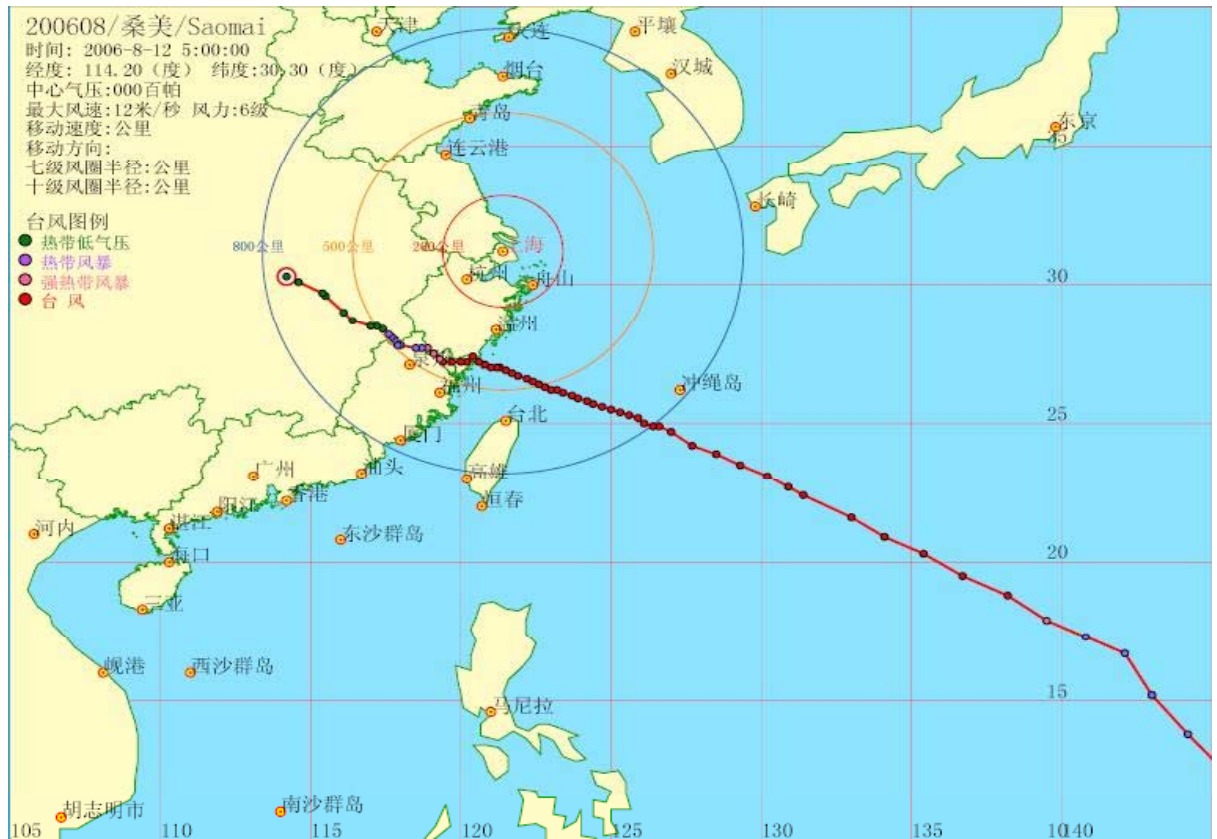 200608/桑美/Saomai
时间: 2006-8-12 5:00:00
经度: 114.20（度） 纬度:30.30（度）
中心气压:000百帕
最大风速:12米/秒 风力:6级
移动速度:公里
移动方向:
七级风圈半径:公里
十级风圈半径:公里
台风图例
热带低气压
热带风暴
强热带风暴
台 风
天津
大连
平壤
烟台
汉城
青岛
东京
连云港
长崎
800公里
500公里
200公里
上海
杭州
舟山
30
温州
福州
冲绳岛
台北
25
厦门
广州
汕头
高雄
香港
恒春
阳江
河内
湛江
东沙群岛
海口
20
三亚
岘港
西沙群岛
15
马尼拉
胡志明市
南沙群岛
105
110
115
120
125
130
135
10
140